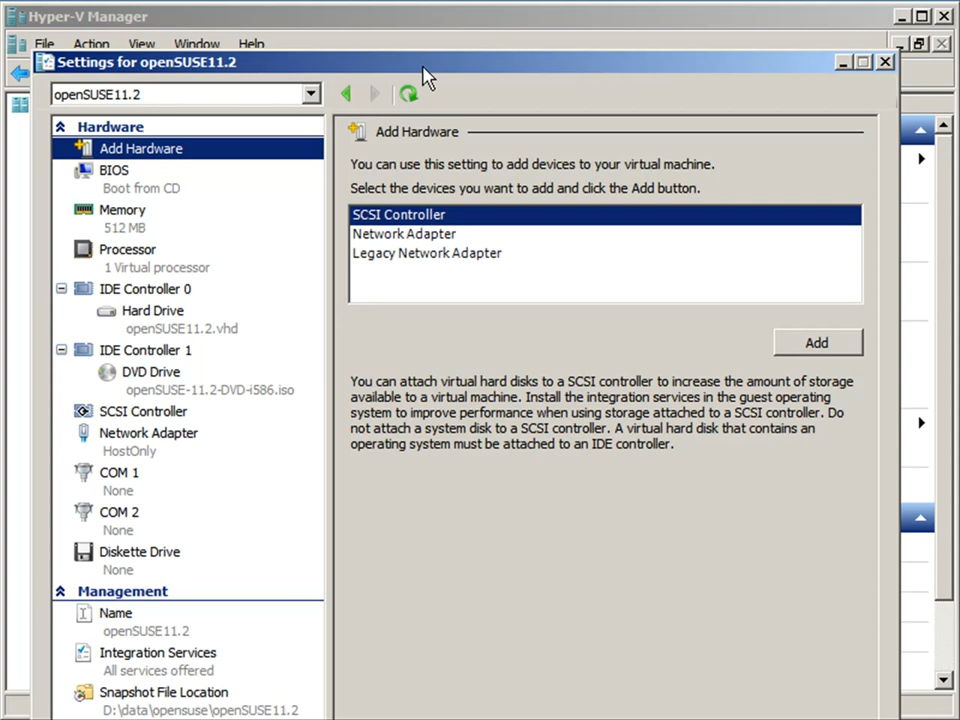 Hyper-V Manager
File Action View Window Help
Settings for openSUSE11.2
openSUSE11.2
Hardware
Add Hardware
BIOS
Boot from CD
Memory
512 MB
Processor
1 Virtual processor
IDE Controller 0
Hard Drive
openSUSE11.2.vhd
IDE Controller 1
DVD Drive
openSUSE-11.2-DVD-i586.iso
SCSI Controller
Network Adapter
HostOnly
COM 1
None
COM 2
None
Diskette Drive
None
Management
Name
openSUSE11.2
Integration Services
All services offered
Snapshot File Location
D:\data\opensuse\openSUSE11.2
Add Hardware
You can use this setting to add devices to your virtual machine.
Select the devices you want to add and click the Add button.
SCSI Controller
Network Adapter
Legacy Network Adapter
Add
You can attach virtual hard disks to a SCSI controller to increase the amount of storage
available to a virtual machine. Install the integration services in the guest operating
system to improve performance when using storage attached to a SCSI controller. Do
not attach a system disk to a SCSI controller. A virtual hard disk that contains an
operating system must be attached to an IDE controller.